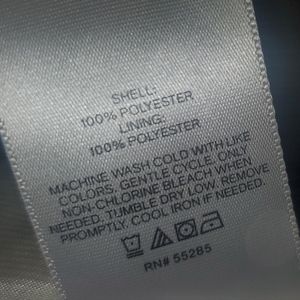 SHELL:
100% POLYESTER
LINING:
100% POLYESTER
MACHINE WASH COLD WITH LIKE
COLORS, GENTLE CYCLE, ONLY
NON-CHLORINE BLEACH WHEN
NEEDED. TUMBLE DRY LOW. REMOVE
PROMPTLY. COOL IRON IF NEEDED.
RN# 55285